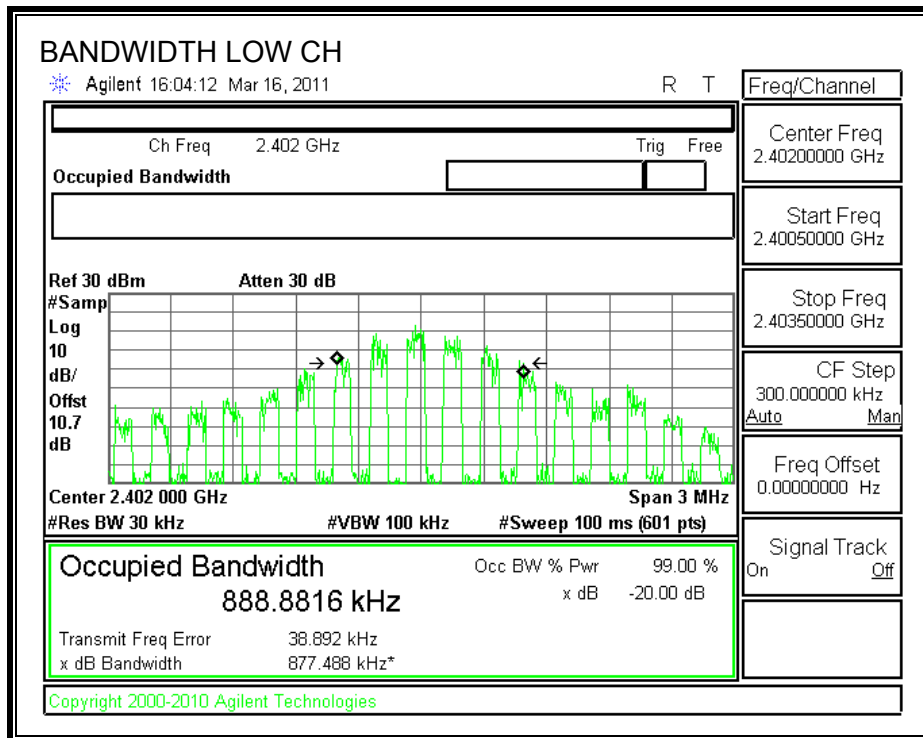 BANDWIDTH LOW CH
Agilent 16:04:12 Mar 16, 2011 R T
Freq/Channel
Ch Freq 2.402 GHz Trig Free
Occupied Bandwidth
Center Freq
2.40200000 GHz
Start Freq
2.40050000 GHz
Stop Freq
2.40350000 GHz
CF Step
300.000000 kHz
Auto Man
Freq Offset
0.00000000 Hz
Signal Track
On Off
Ref 30 dBm Atten 30 dB
#Samp
Log
10
dB/
Offst
10.7
dB
Center 2.402 000 GHz Span 3 MHz
#Res BW 30 kHz #VBW 100 kHz #Sweep 100 ms (601 pts)
Occupied Bandwidth
888.8816 kHz
Occ BW % Pwr 99.00 %
x dB -20.00 dB
Transmit Freq Error 38.892 kHz
x dB Bandwidth 877.488 kHz*
Copyright 2000-2010 Agilent Technologies